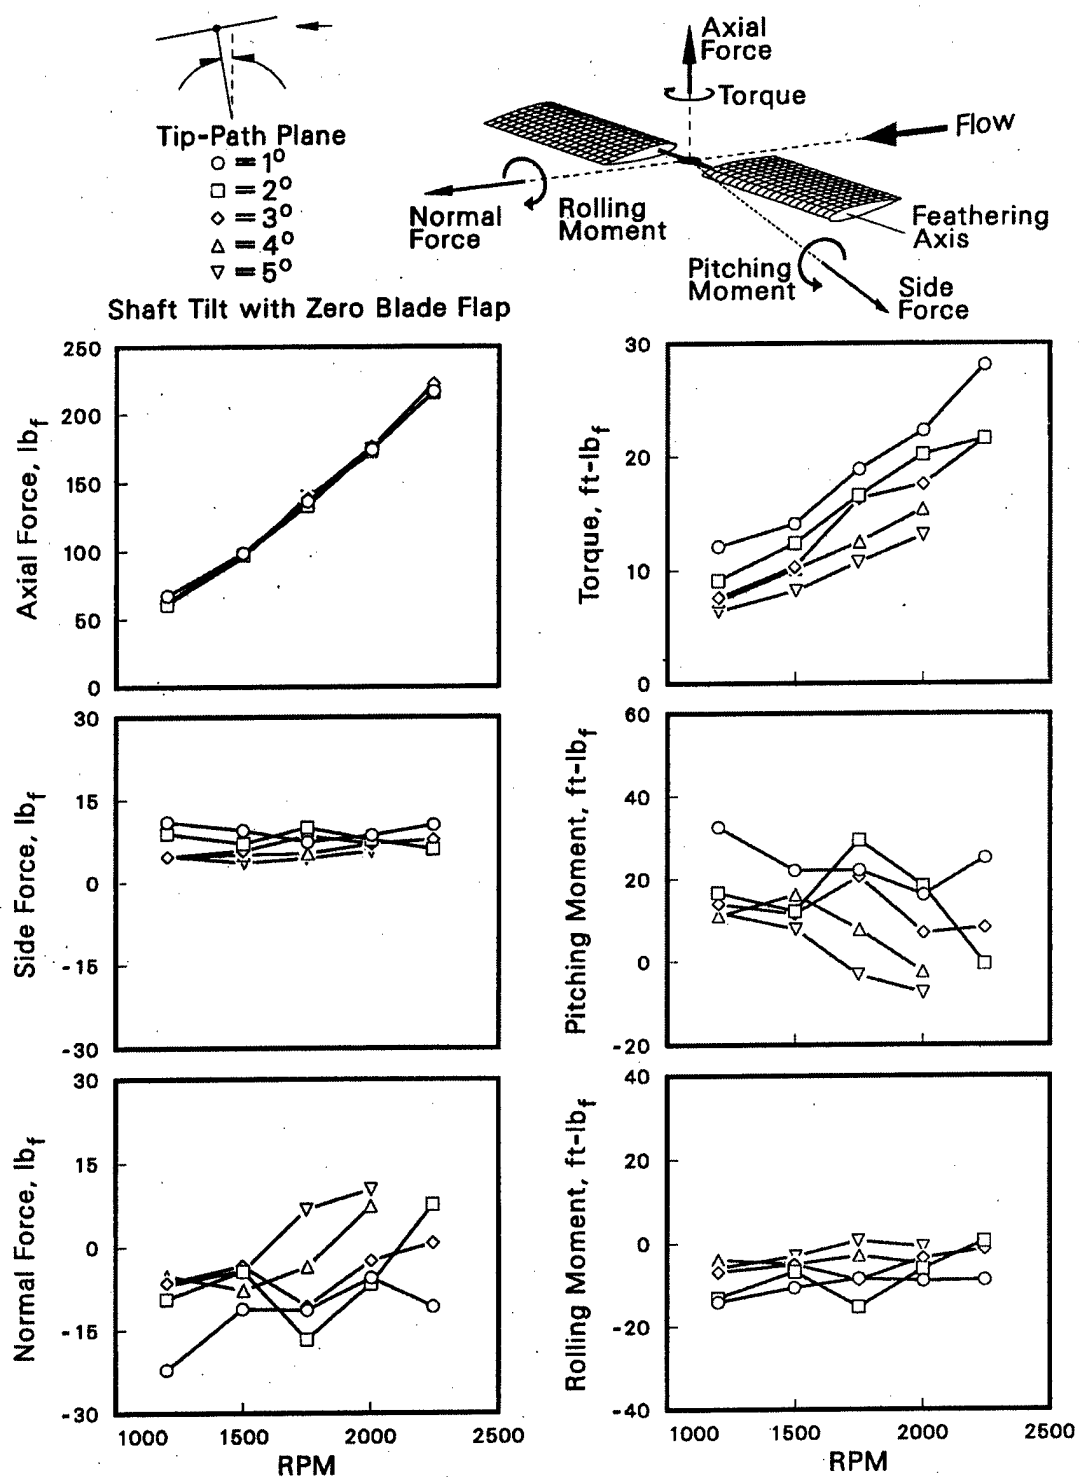 Tip-Path Plane
○ = 1°
□ = 2°
◇ = 3°
△ = 4°
▽ = 5°
Shaft Tilt with Zero Blade Flap
Axial
Force
Torque
Flow
Normal
Force
Rolling
Moment
Feathering
Axis
Pitching
Moment
Side
Force
Axial Force, lbf
250
200
150
100
50
0
Torque, ft-lbf
30
20
10
0
Side Force, lbf
30
15
0
-15
-30
Pitching Moment, ft-lbf
60
40
20
0
-20
Normal Force, lbf
30
15
0
-15
-30
1000 1500 2000 2500
RPM
Rolling Moment, ft-lbf
40
20
0
-20
-40
1000 1500 2000 2500
RPM